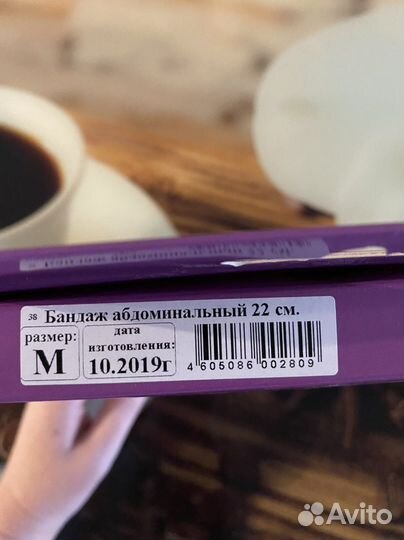 38 Бандаж абдоминальный 22 см.
размер:
M
дата
изготовления:
10.2019г
4 605086 002809
Avito